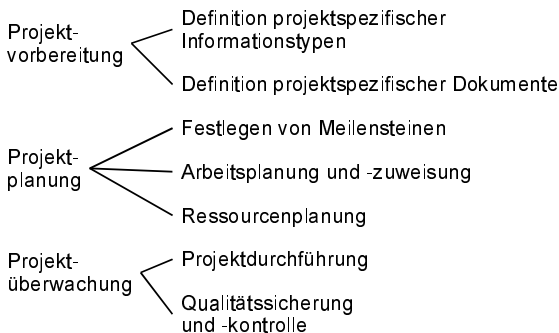 Projekt-
vorbereitung
Definition projektspezifischer
Informationstypen
Definition projektspezifischer Dokumente
Projekt-
planung
Festlegen von Meilensteinen
Arbeitsplanung und -zuweisung
Ressourcenplanung
Projekt-
überwachung
Projektdurchführung
Qualitätssicherung
und -kontrolle